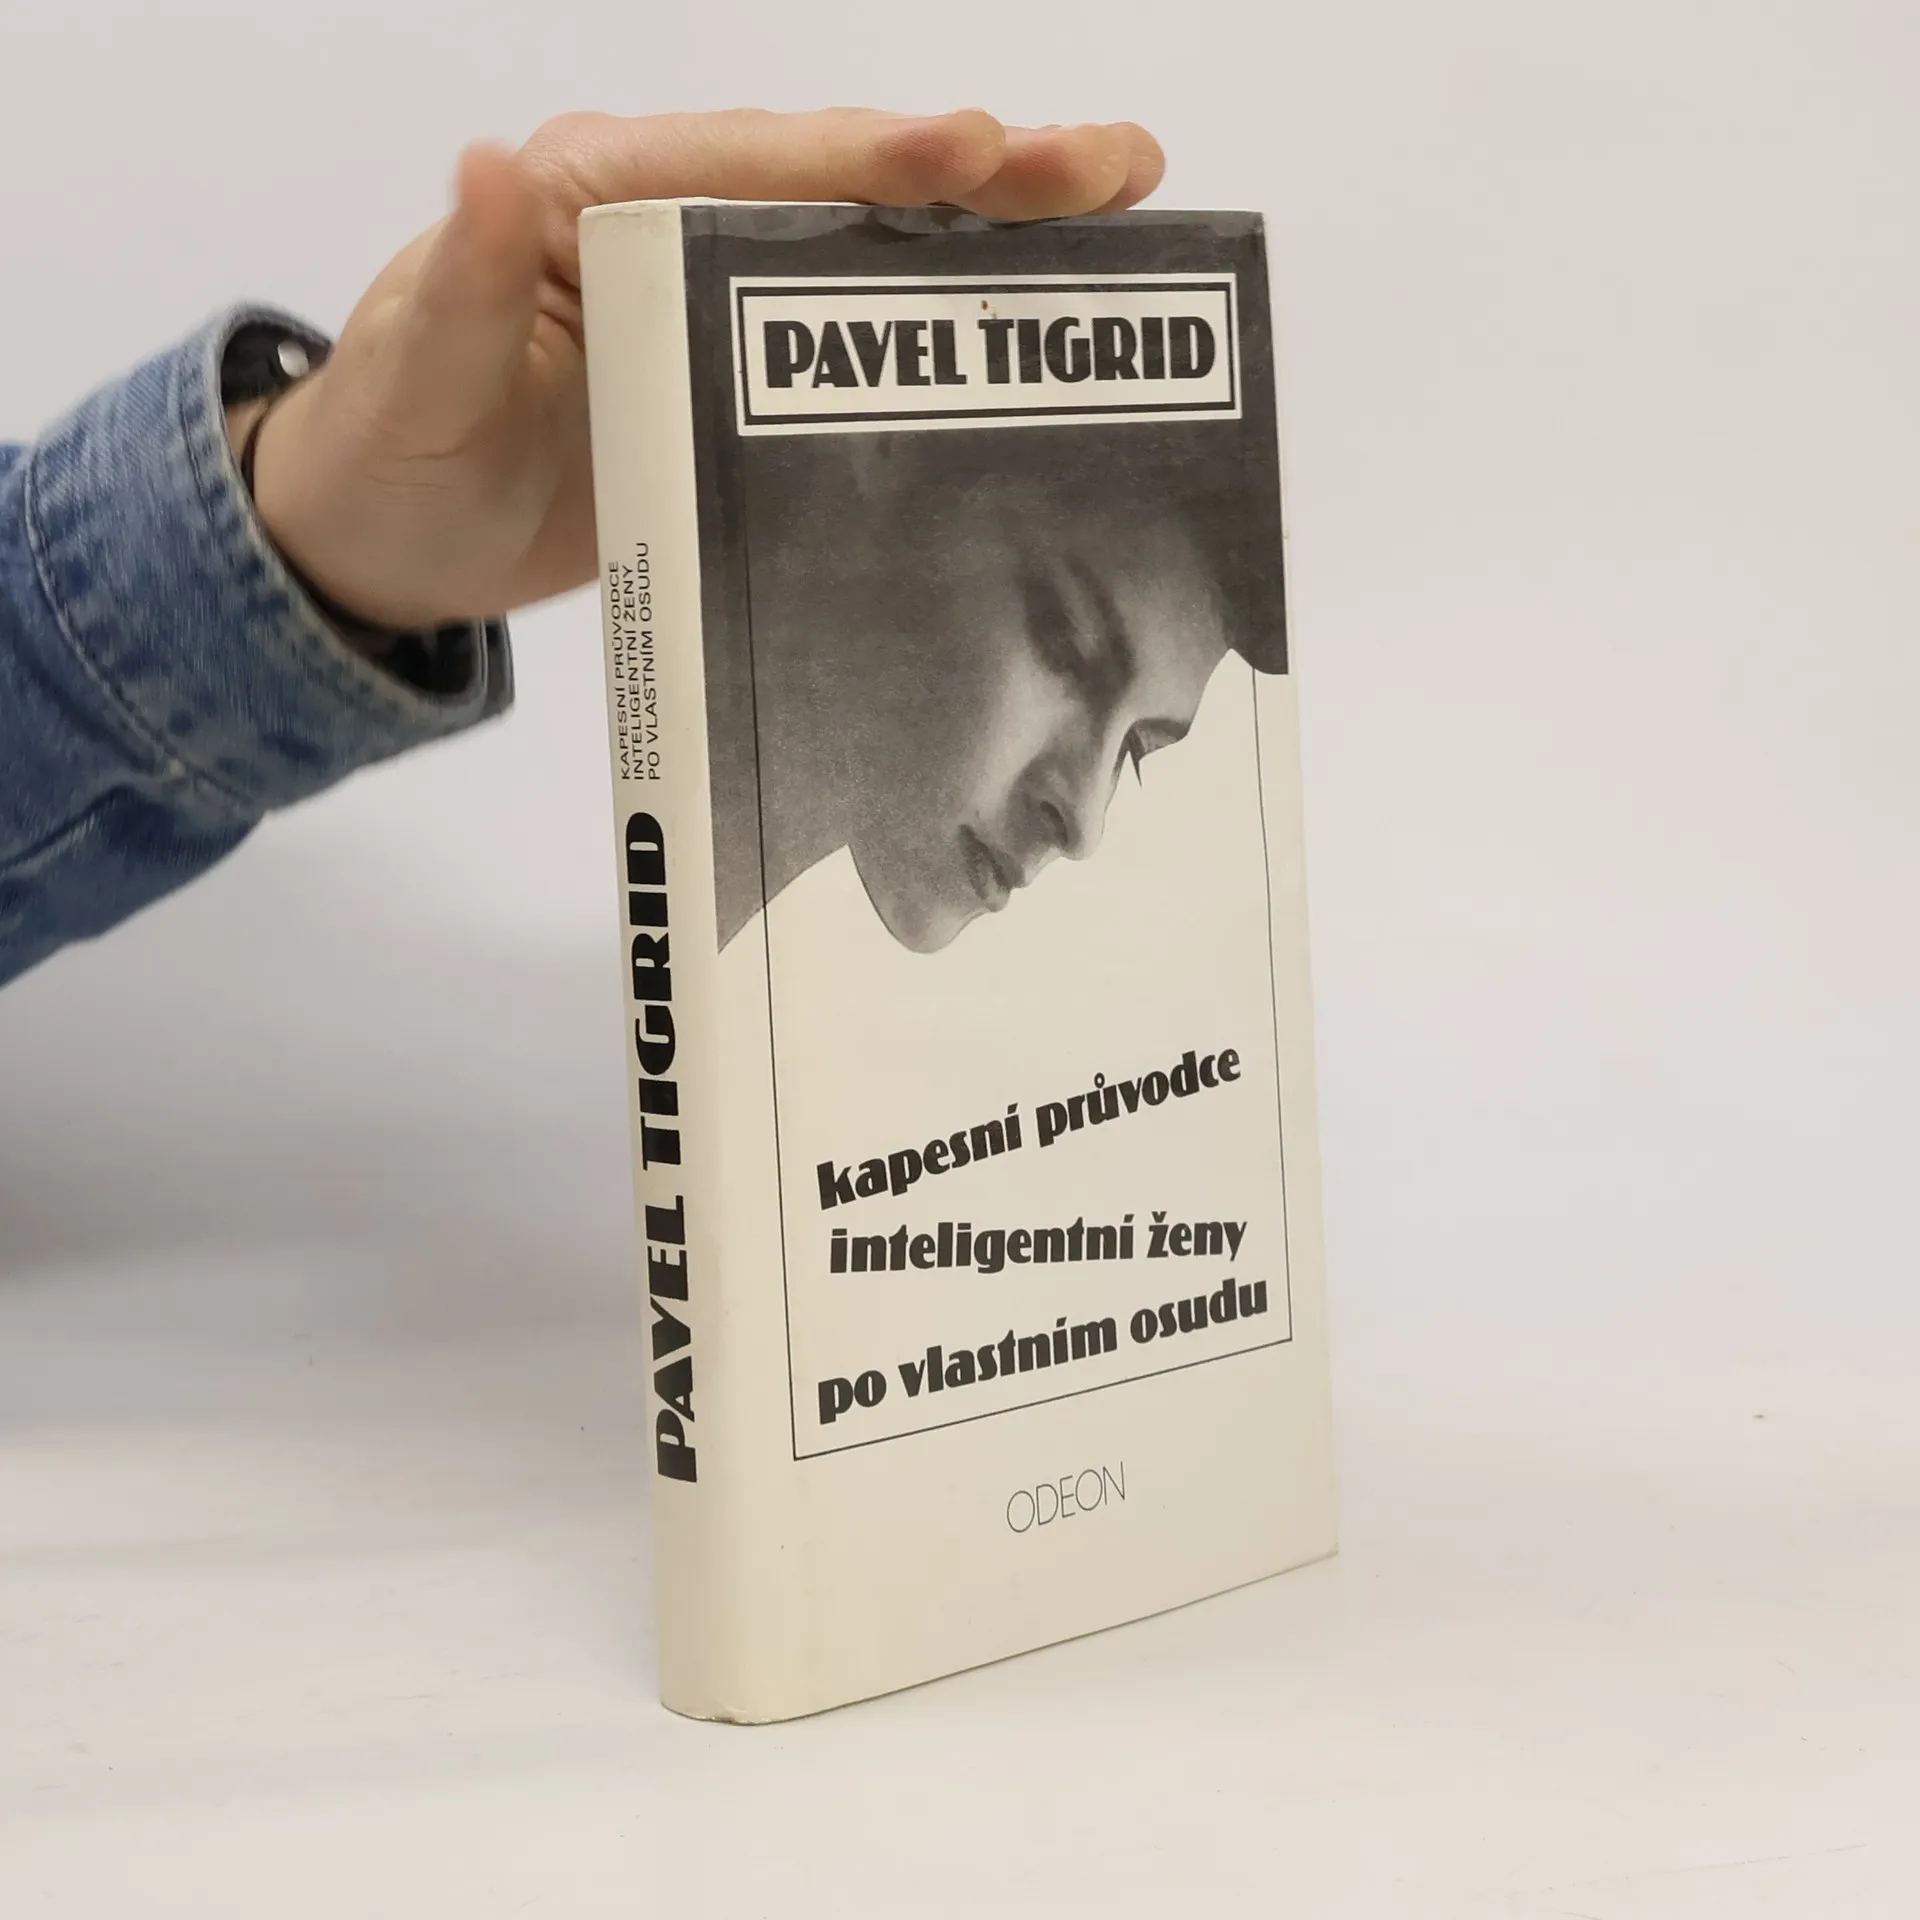 PAVEL TIGRID
kapesní průvodce
inteligentní ženy
po vlastním osudu
ODEON
PAVEL TIGRID
KAPESNÍ PRŮVODCE
INTELIGENTNÍ ŽENY
PO VLASTNÍM OSUDU